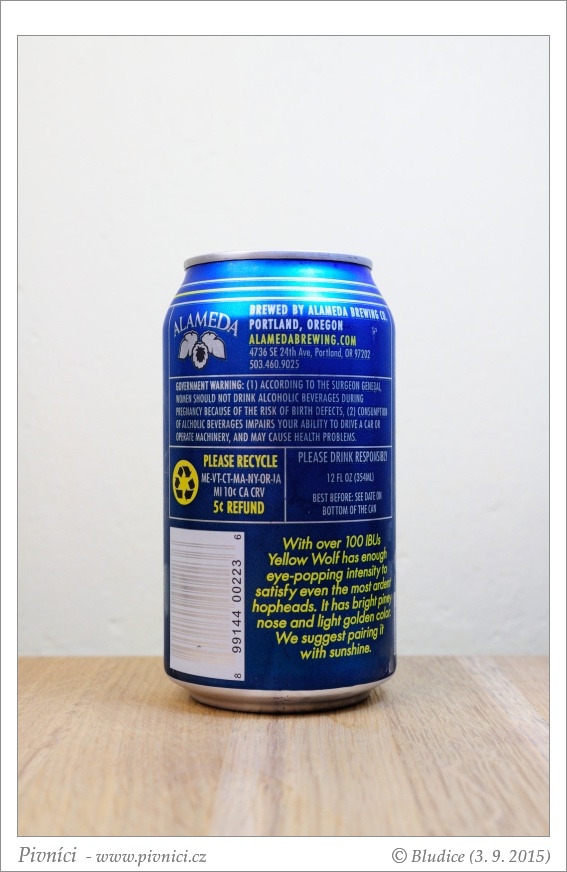 ALAMEDA
BREWED BY ALAMEDA BREWING CO.
PORTLAND, OREGON
ALAMEDABREWING.COM
4736 SE 24th Ave, Portland, OR 97202
503.460.9025
GOVERNMENT WARNING: (1) ACCORDING TO THE SURGEON GENERAL,
WOMEN SHOULD NOT DRINK ALCOHOLIC BEVERAGES DURING
PREGNANCY BECAUSE OF THE RISK OF BIRTH DEFECTS, (2) CONSUMPTION
OF ALCHOLIC BEVERAGES IMPAIRS YOUR ABILITY TO DRIVE A CAR OR
OPERATE MACHINERY, AND MAY CAUSE HEALTH PROBLEMS.
PLEASE RECYCLE
ME-VT-CT-MA-NY-OR-IA
MI 10¢ CA CRV
5¢ REFUND
PLEASE DRINK RESPONSIBLY
12 FL OZ (354ML)
BEST BEFORE: SEE DATE ON
BOTTOM OF THE CAN
8 99144 00223 6
With over 100 IBUs
Yellow Wolf has enough
eye-popping intensity to
satisfy even the most ardent
hopheads. It has bright piney
nose and light golden color.
We suggest pairing it
with sunshine.
Pivníci - www.pivnici.cz
© Bludice (3. 9. 2015)